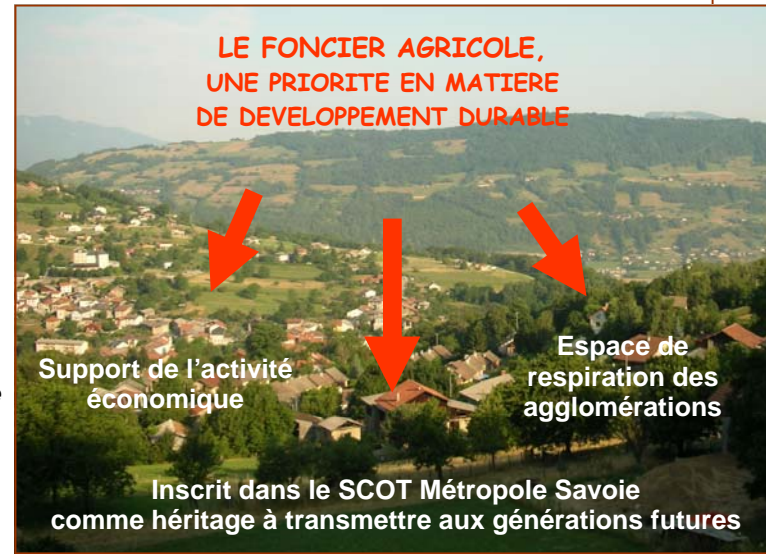 LE FONCIER AGRICOLE,
UNE PRIORITE EN MATIERE
DE DEVELOPPEMENT DURABLE
Support de l’activité
économique
Espace de
respiration des
agglomérations
Inscrit dans le SCOT Métropole Savoie
comme héritage à transmettre aux générations futures